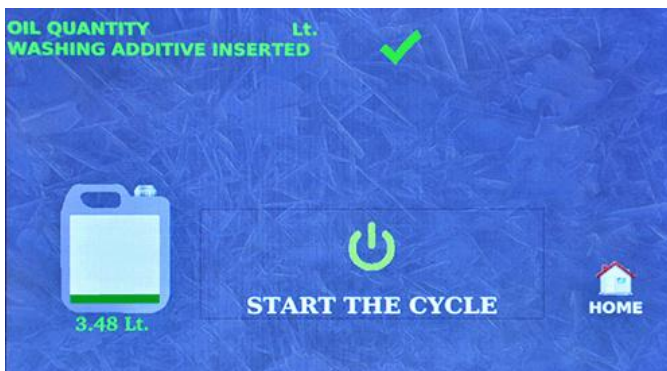 OIL QUANTITY Lt.
WASHING ADDITIVE INSERTED
3.48 Lt.
START THE CYCLE
HOME